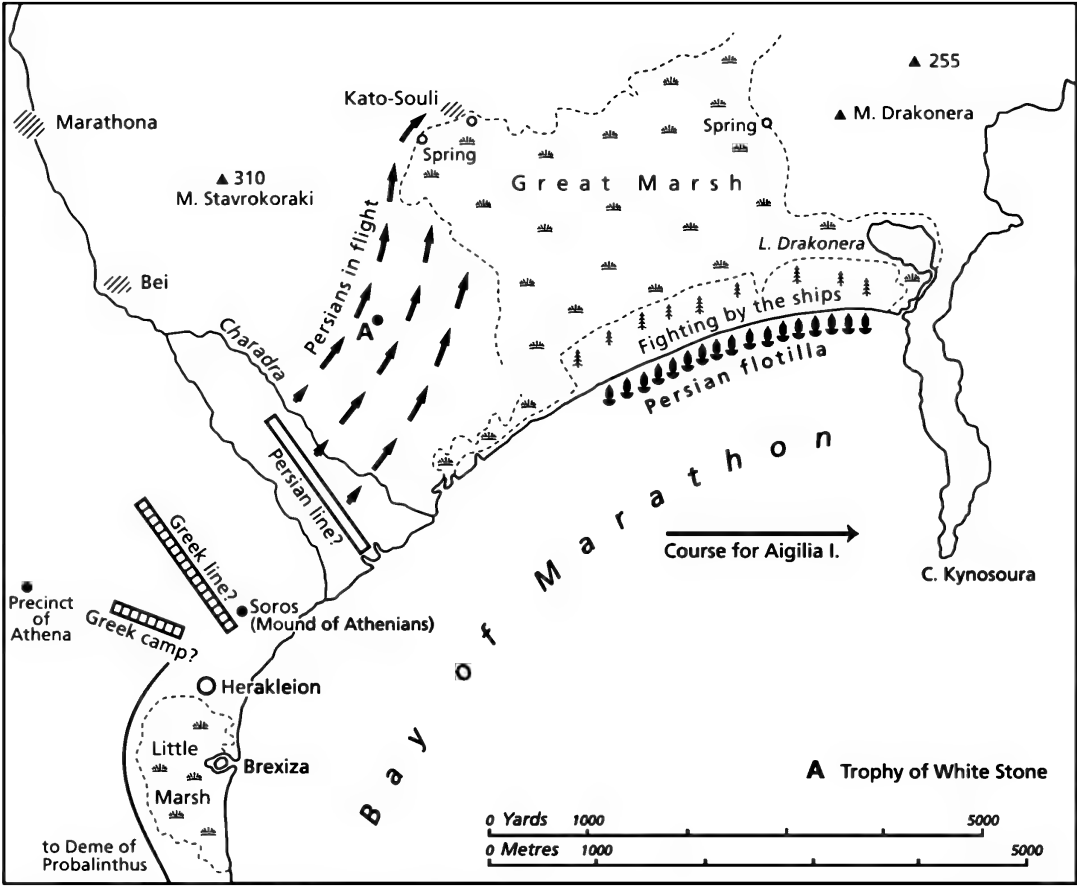 255
Kato-Souli
Marathona
Spring
M. Drakonera
Spring
310
M. Stavrokoraki
Great Marsh
Persians in flight
L. Drakonera
Bei
A
Charadra
Fighting by the ships
Persian flotilla
Persian line?
Bay of Marathon
Course for Aigilia I.
Greek line?
C. Kynosoura
Precinct
of
Athena
Soros
(Mound of Athenians)
Greek camp?
Herakleion
Little
Marsh
Brexiza
A Trophy of White Stone
to Deme of
Probalinthus
0 Yards 1000 5000
0 Metres 1000 5000